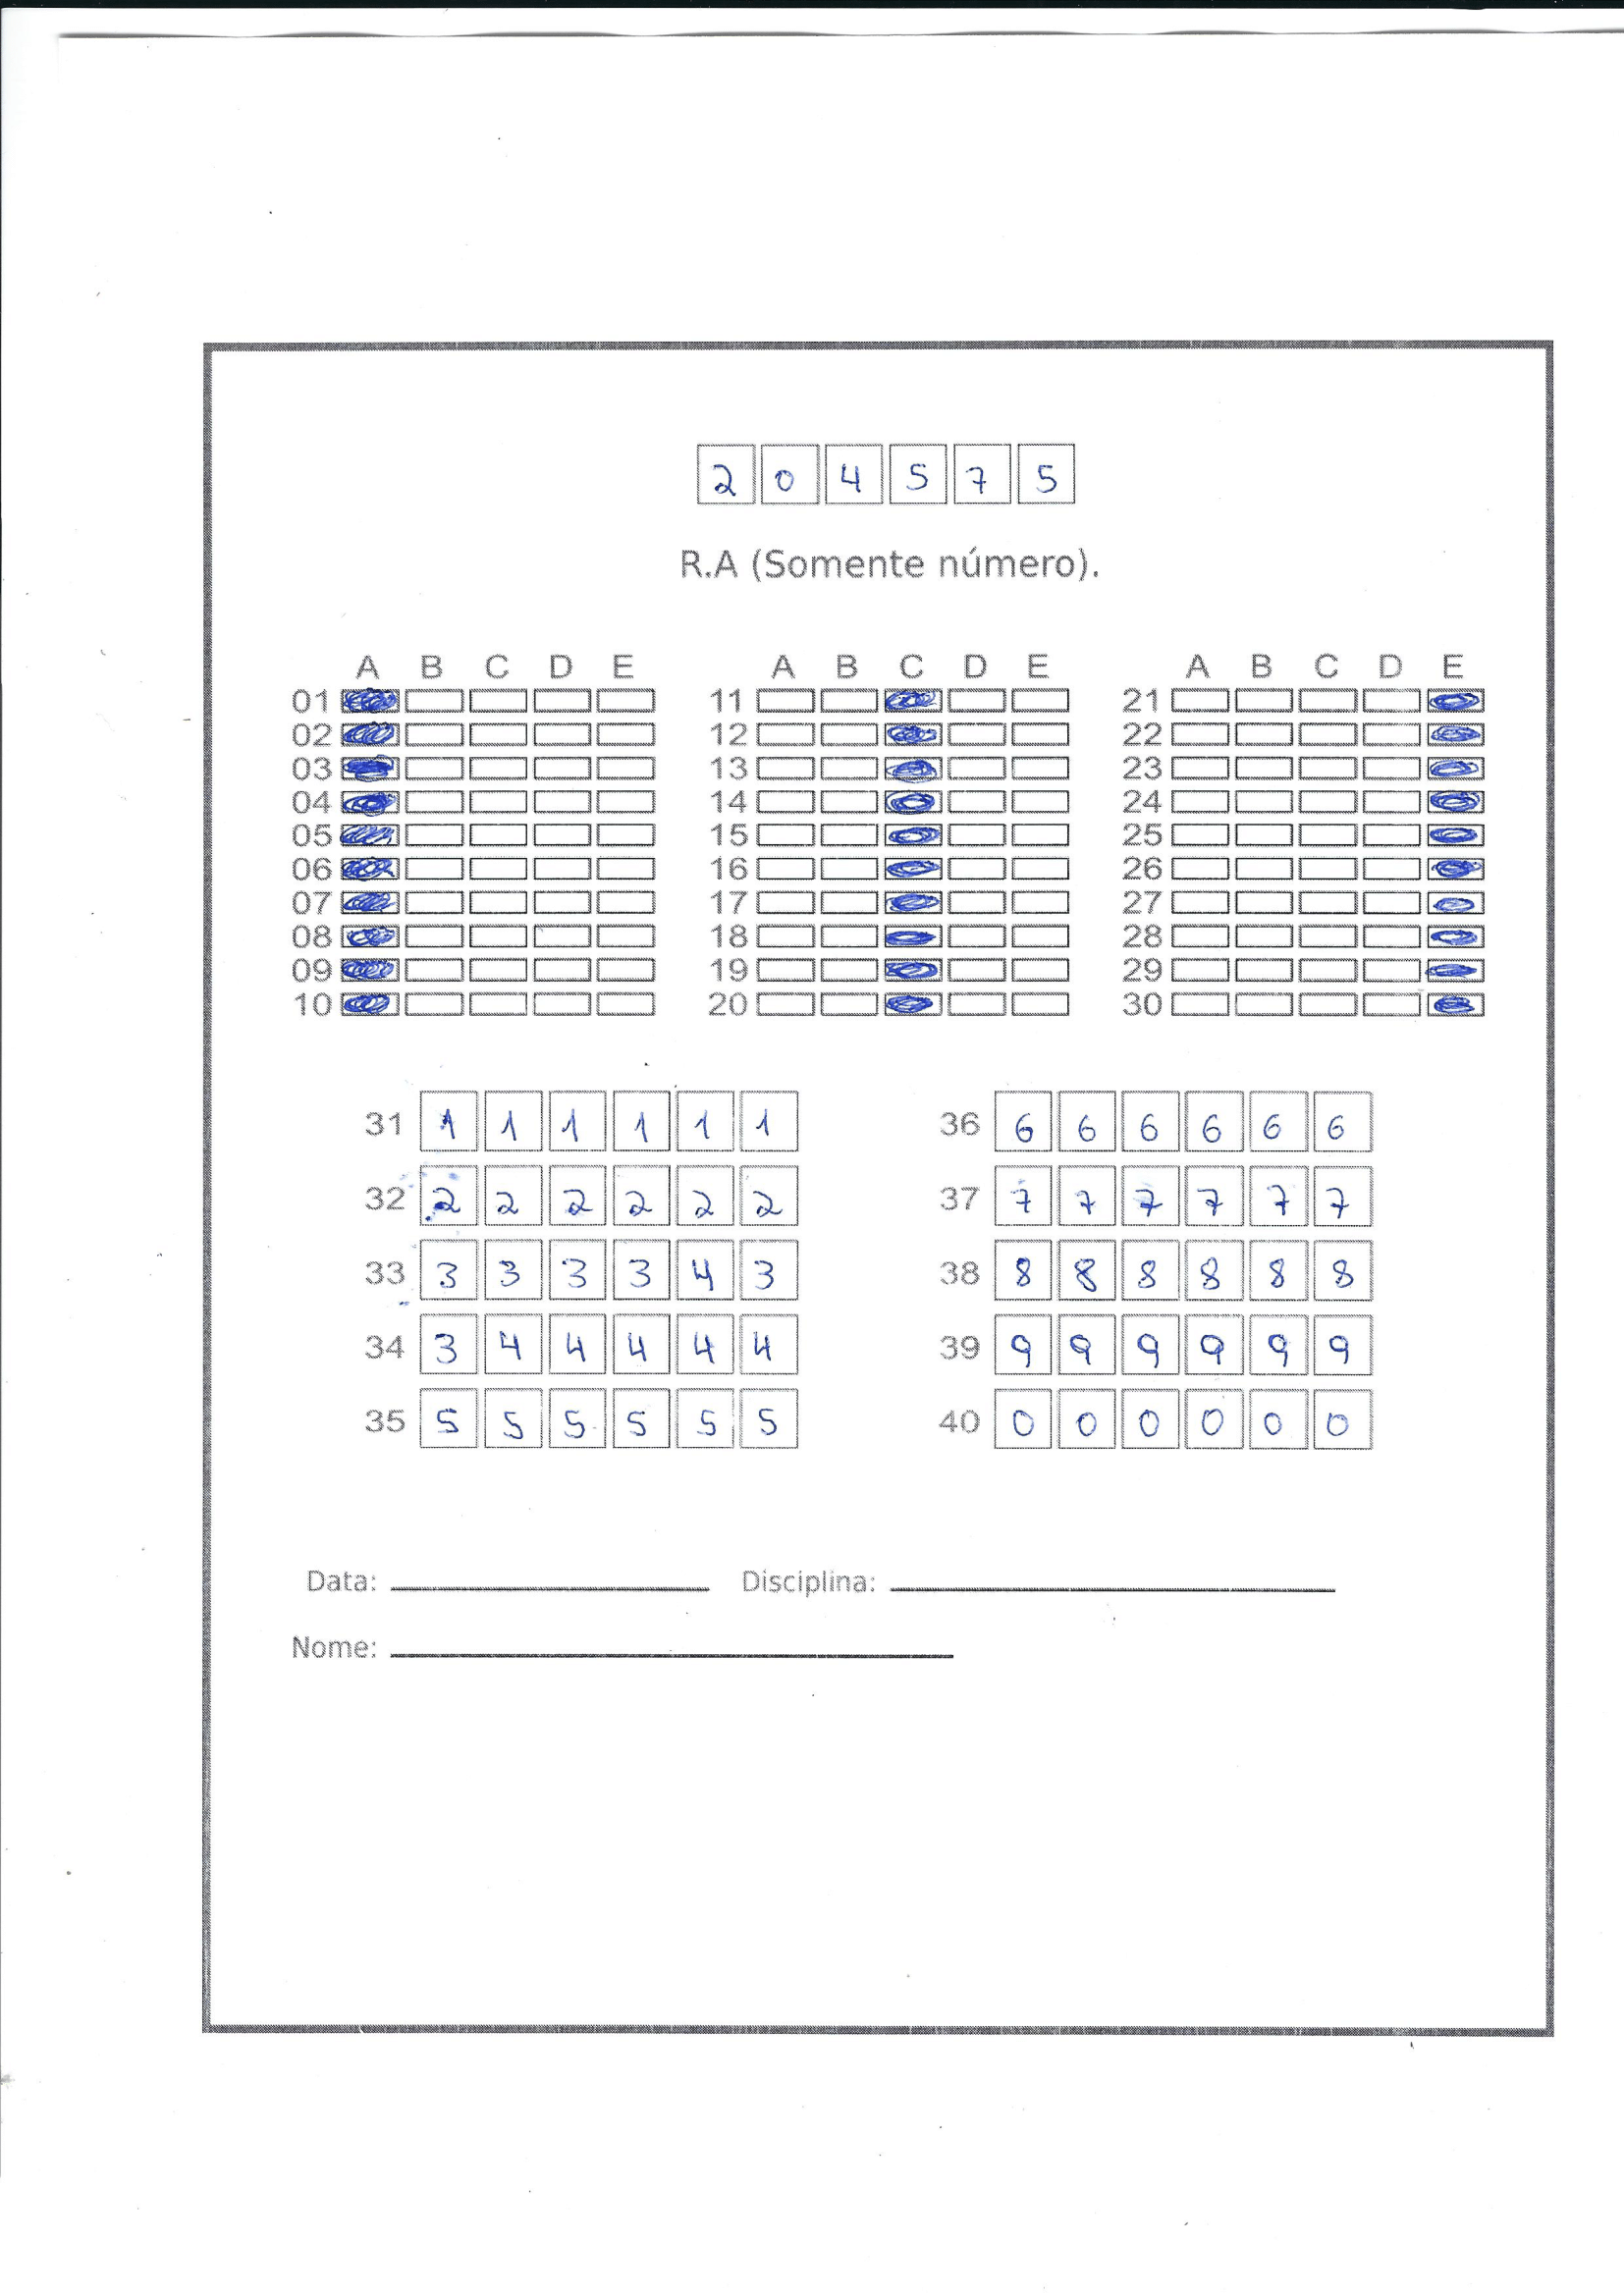 2 0 4 5 7 5
R.A (Somente número).
A B C D E A B C D E A B C D E
01 11 21
02 12 22
03 13 23
04 14 24
05 15 25
06 16 26
07 17 27
08 18 28
09 19 29
10 20 30
31 1 1 1 1 1 1 36 6 6 6 6 6 6
32 2 2 2 2 2 2 37 7 7 7 7 7 7
33 3 3 3 3 4 3 38 8 8 8 8 8 8
34 3 4 4 4 4 4 39 9 9 9 9 9 9
35 5 5 5 5 5 5 40 0 0 0 0 0 0
Data: Disciplina:
Nome: